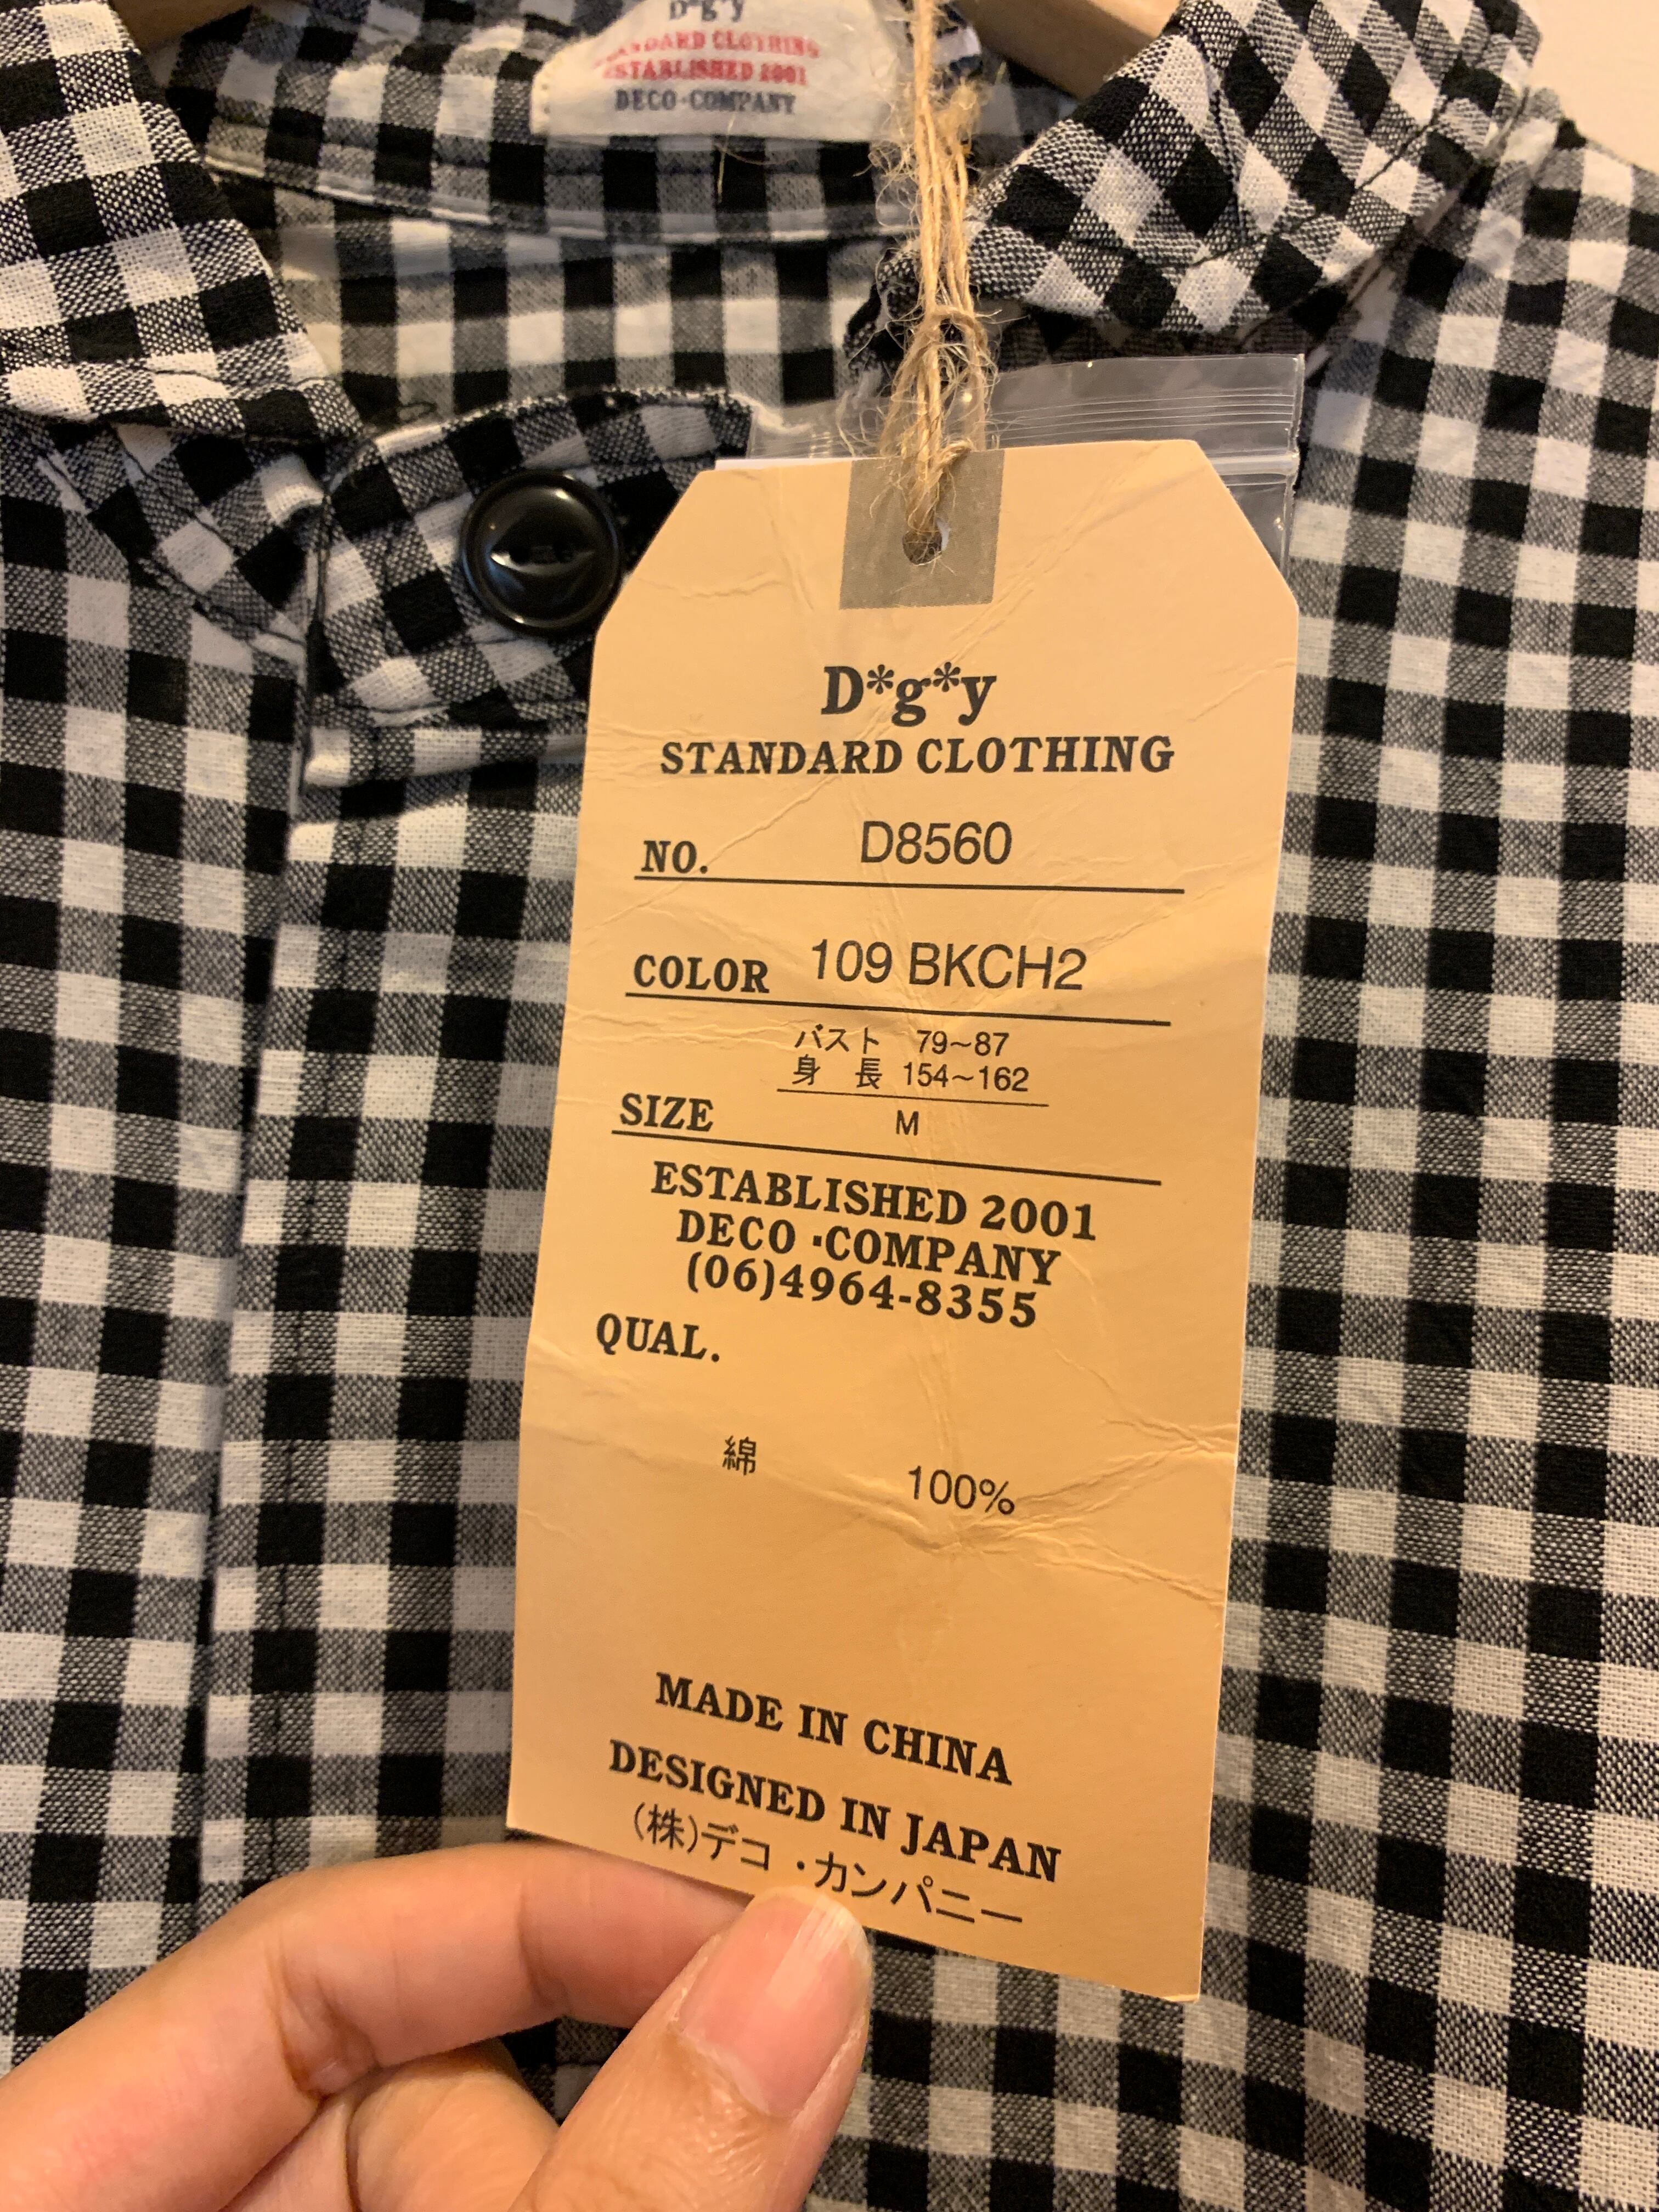 D*g*y
STANDARD CLOTHING
ESTABLISHED 2001
DECO·COMPANY
D*g*y
STANDARD CLOTHING
NO. D8560
COLOR 109 BKCH2
バスト 79~87
身 長 154~162
SIZE M
ESTABLISHED 2001
DECO·COMPANY
(06)4964-8355
QUAL.
綿 100%
MADE IN CHINA
DESIGNED IN JAPAN
(株)デコ・カンパニー